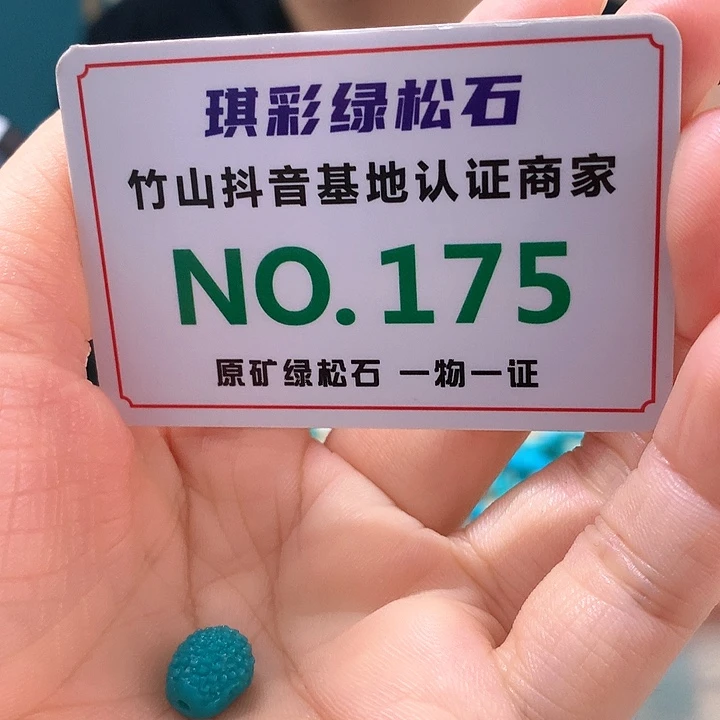 琪彩绿松石
竹山抖音基地认证商家
NO.175
原矿绿松石 一物一证